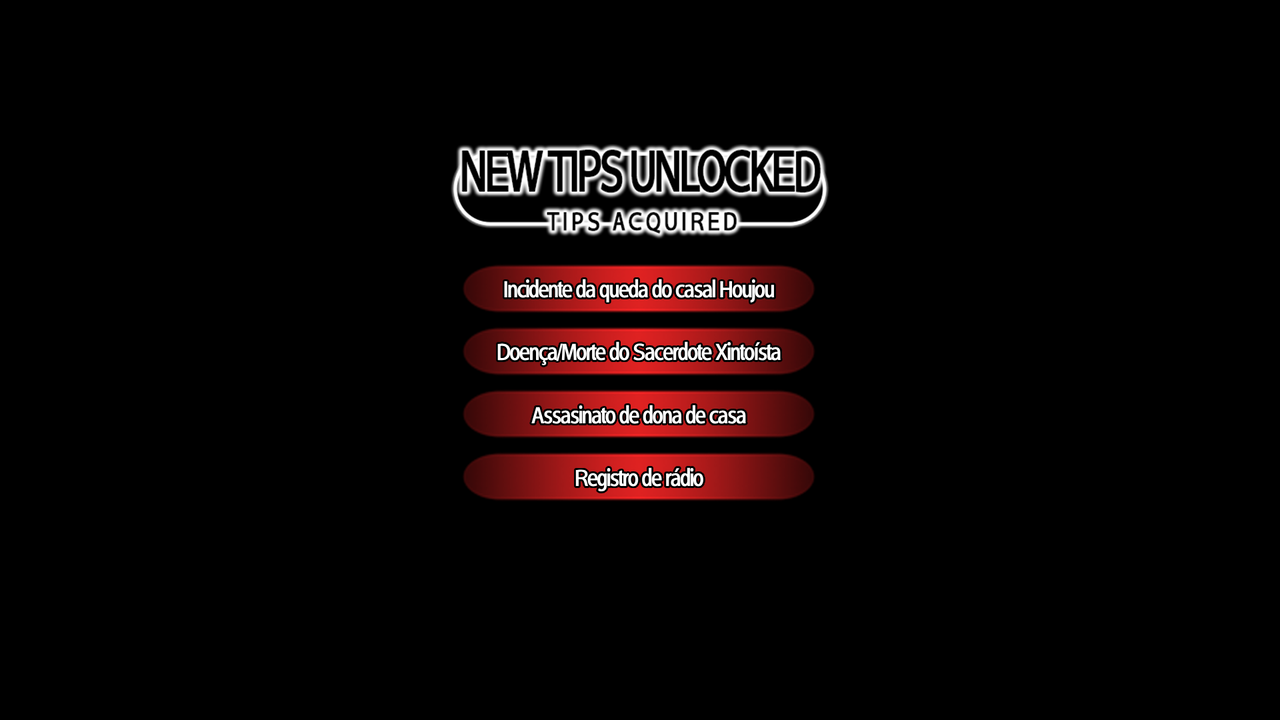 NEW TIPS UNLOCKED
TIPS ACQUIRED
Incidente da queda do casal Houjou
Doença/Morte do Sacerdote Xintoísta
Assasinato de dona de casa
Registro de rádio